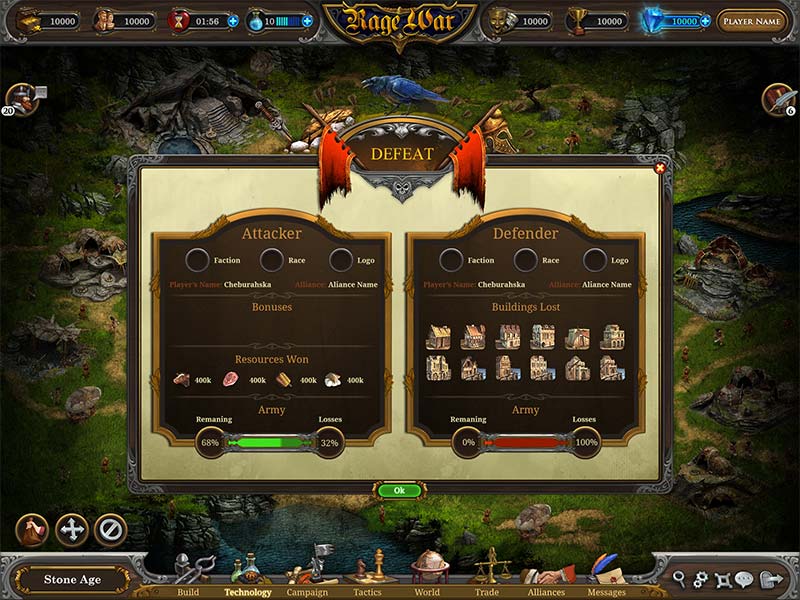 10000 10000 01:56 10 Rage War 10000 10000 10000 PLAYER NAME
20
6
DEFEAT
Attacker
Faction Race Logo
Player's Name: Cheburahska Alliance: Aliance Name
Bonuses
Resources Won
400k 400k 400k 400k
Army
Remaning Losses
68% 32%
Defender
Faction Race Logo
Player's Name: Cheburahska Alliance: Aliance Name
Buildings Lost
Army
Remaning Losses
0% 100%
Ok
Stone Age
Build Technology Campaign Tactics World Trade Alliances Messages